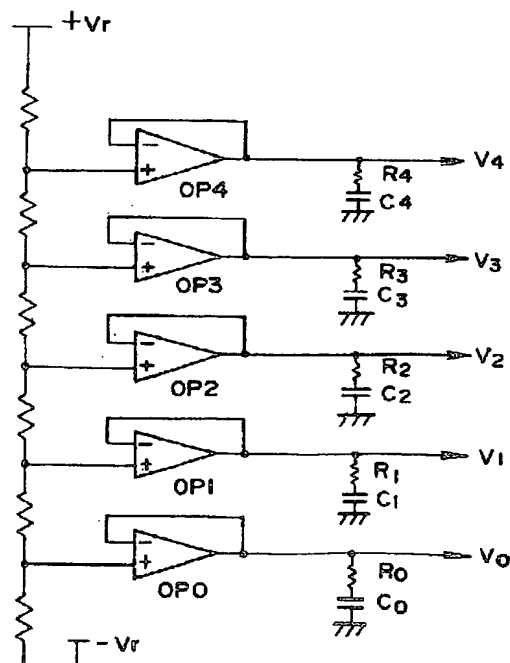 +Vr
− +
OP4
R4
C4
V4
− +
OP3
R3
C3
V3
− +
OP2
R2
C2
V2
− +
OP1
R1
C1
V1
− +
OP0
R0
C0
V0
-Vr